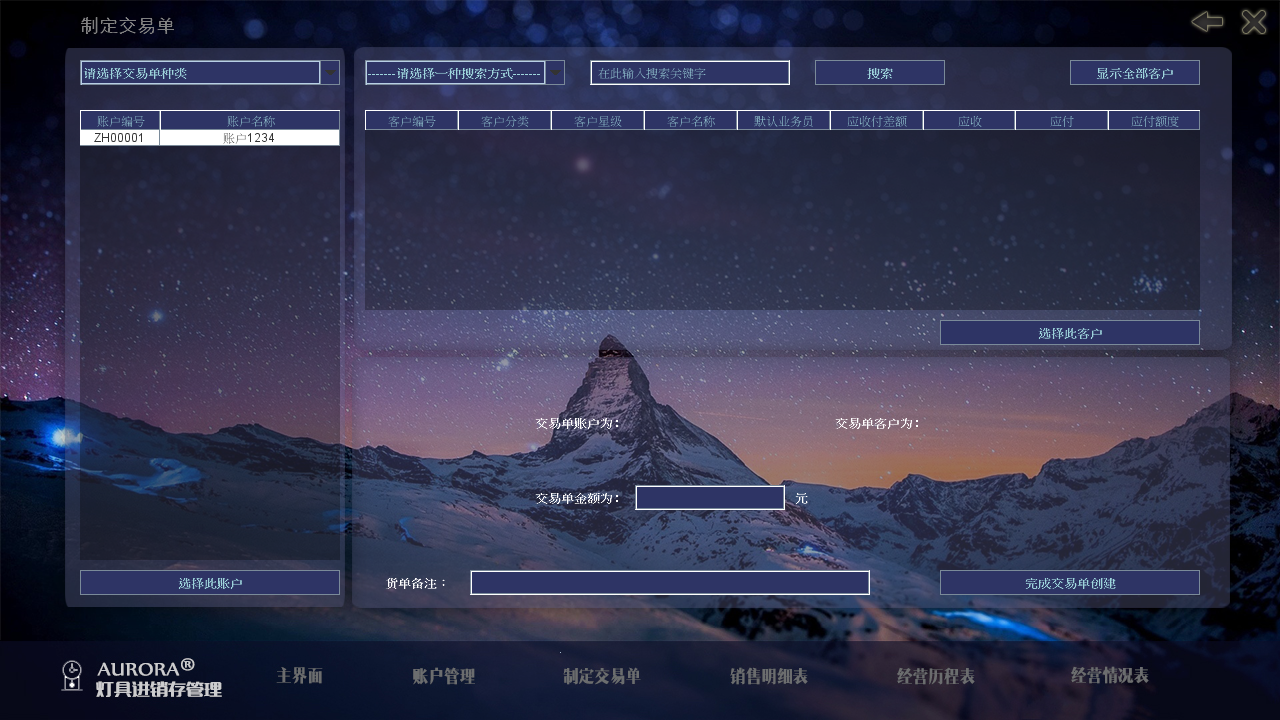 制定交易单
请选择交易单种类
-------请选择一种搜索方式-------
在此输入搜索关键字
搜索
显示全部客户
账户编号 账户名称
ZH00001 账户1234
客户编号 客户分类 客户星级 客户名称 默认业务员 应收付差额 应收 应付 应付额度
选择此客户
交易单账户为:
交易单客户为:
交易单金额为: 元
选择此账户
货单备注：
完成交易单创建
AURORA®
灯具进销存管理
主界面 账户管理 制定交易单 销售明细表 经营历程表 经营情况表